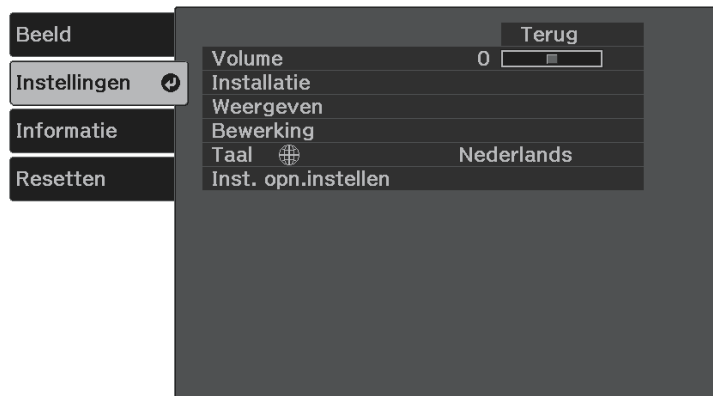 Beeld
Instellingen
Informatie
Resetten
Terug
Volume 0
Installatie
Weergeven
Bewerking
Taal Nederlands
Inst. opn.instellen